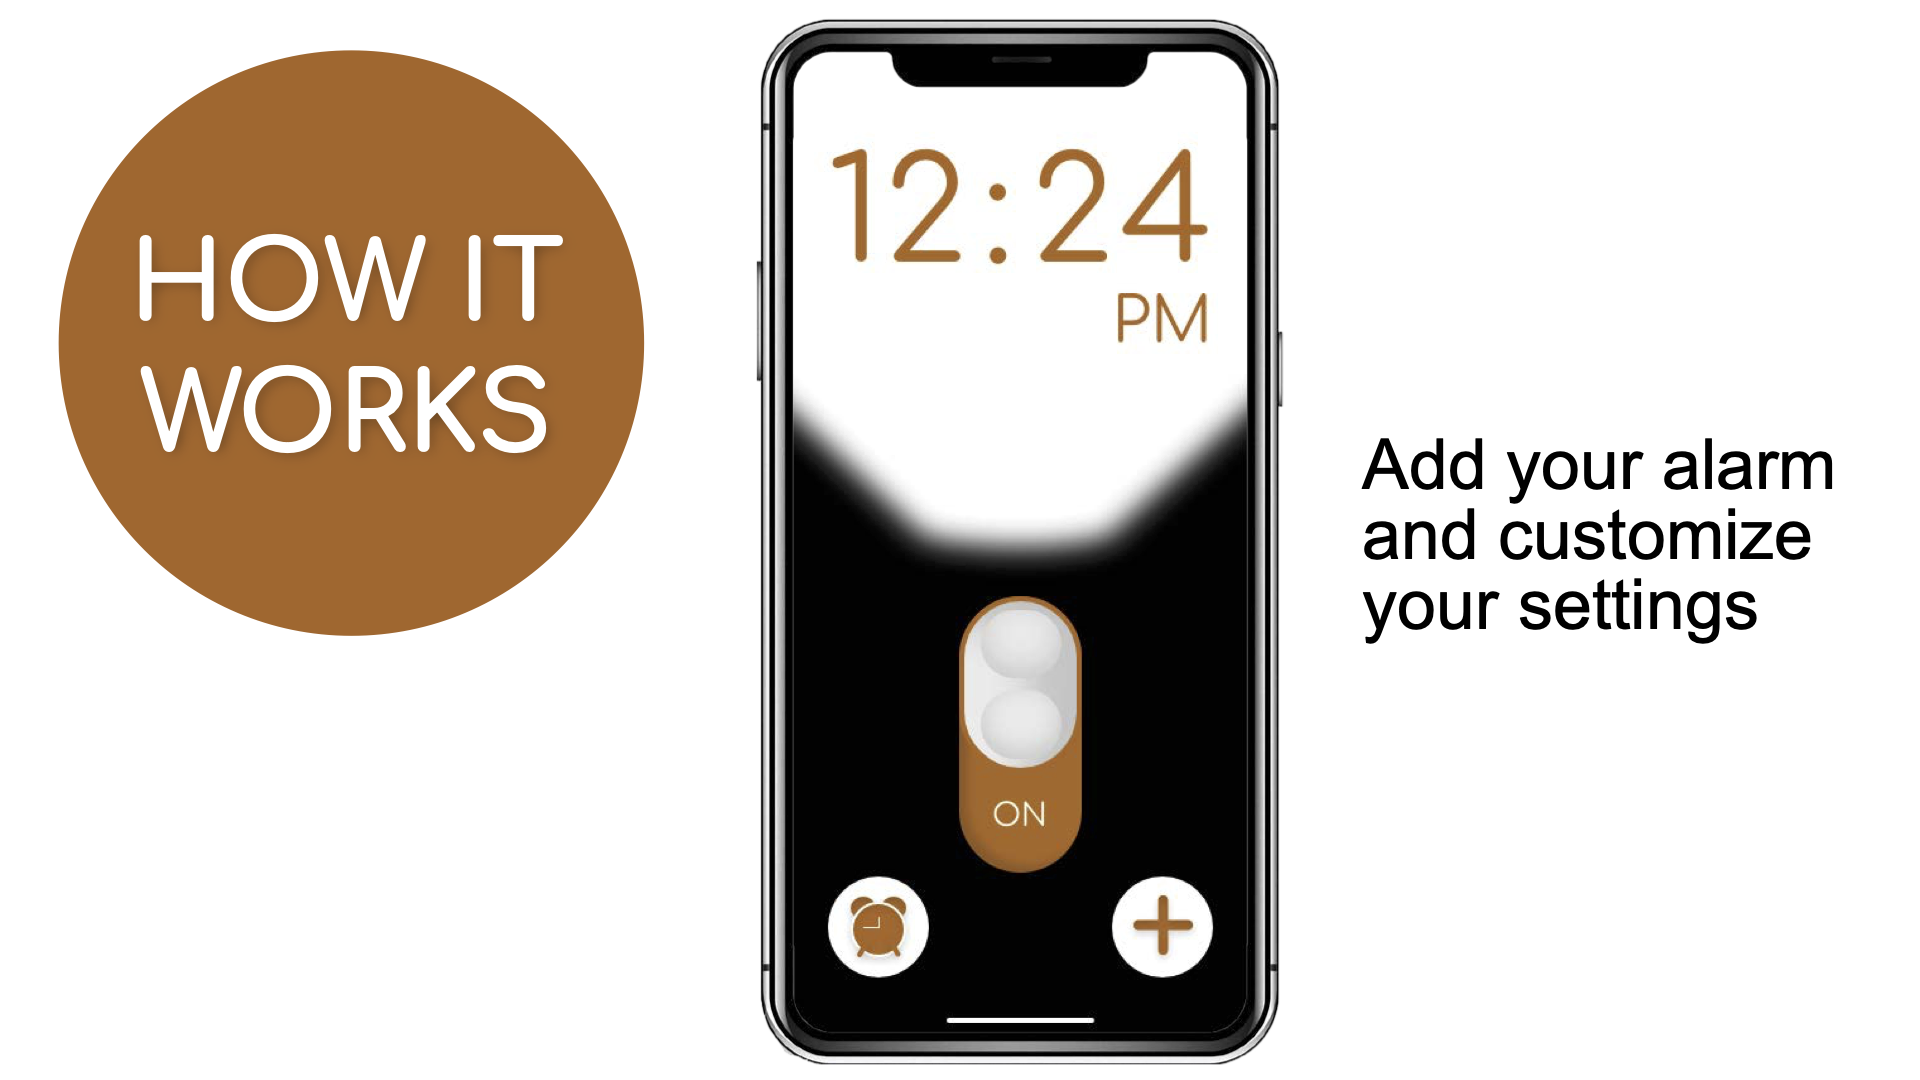 HOW IT
WORKS
12:24
PM
ON
Add your alarm
and customize
your settings